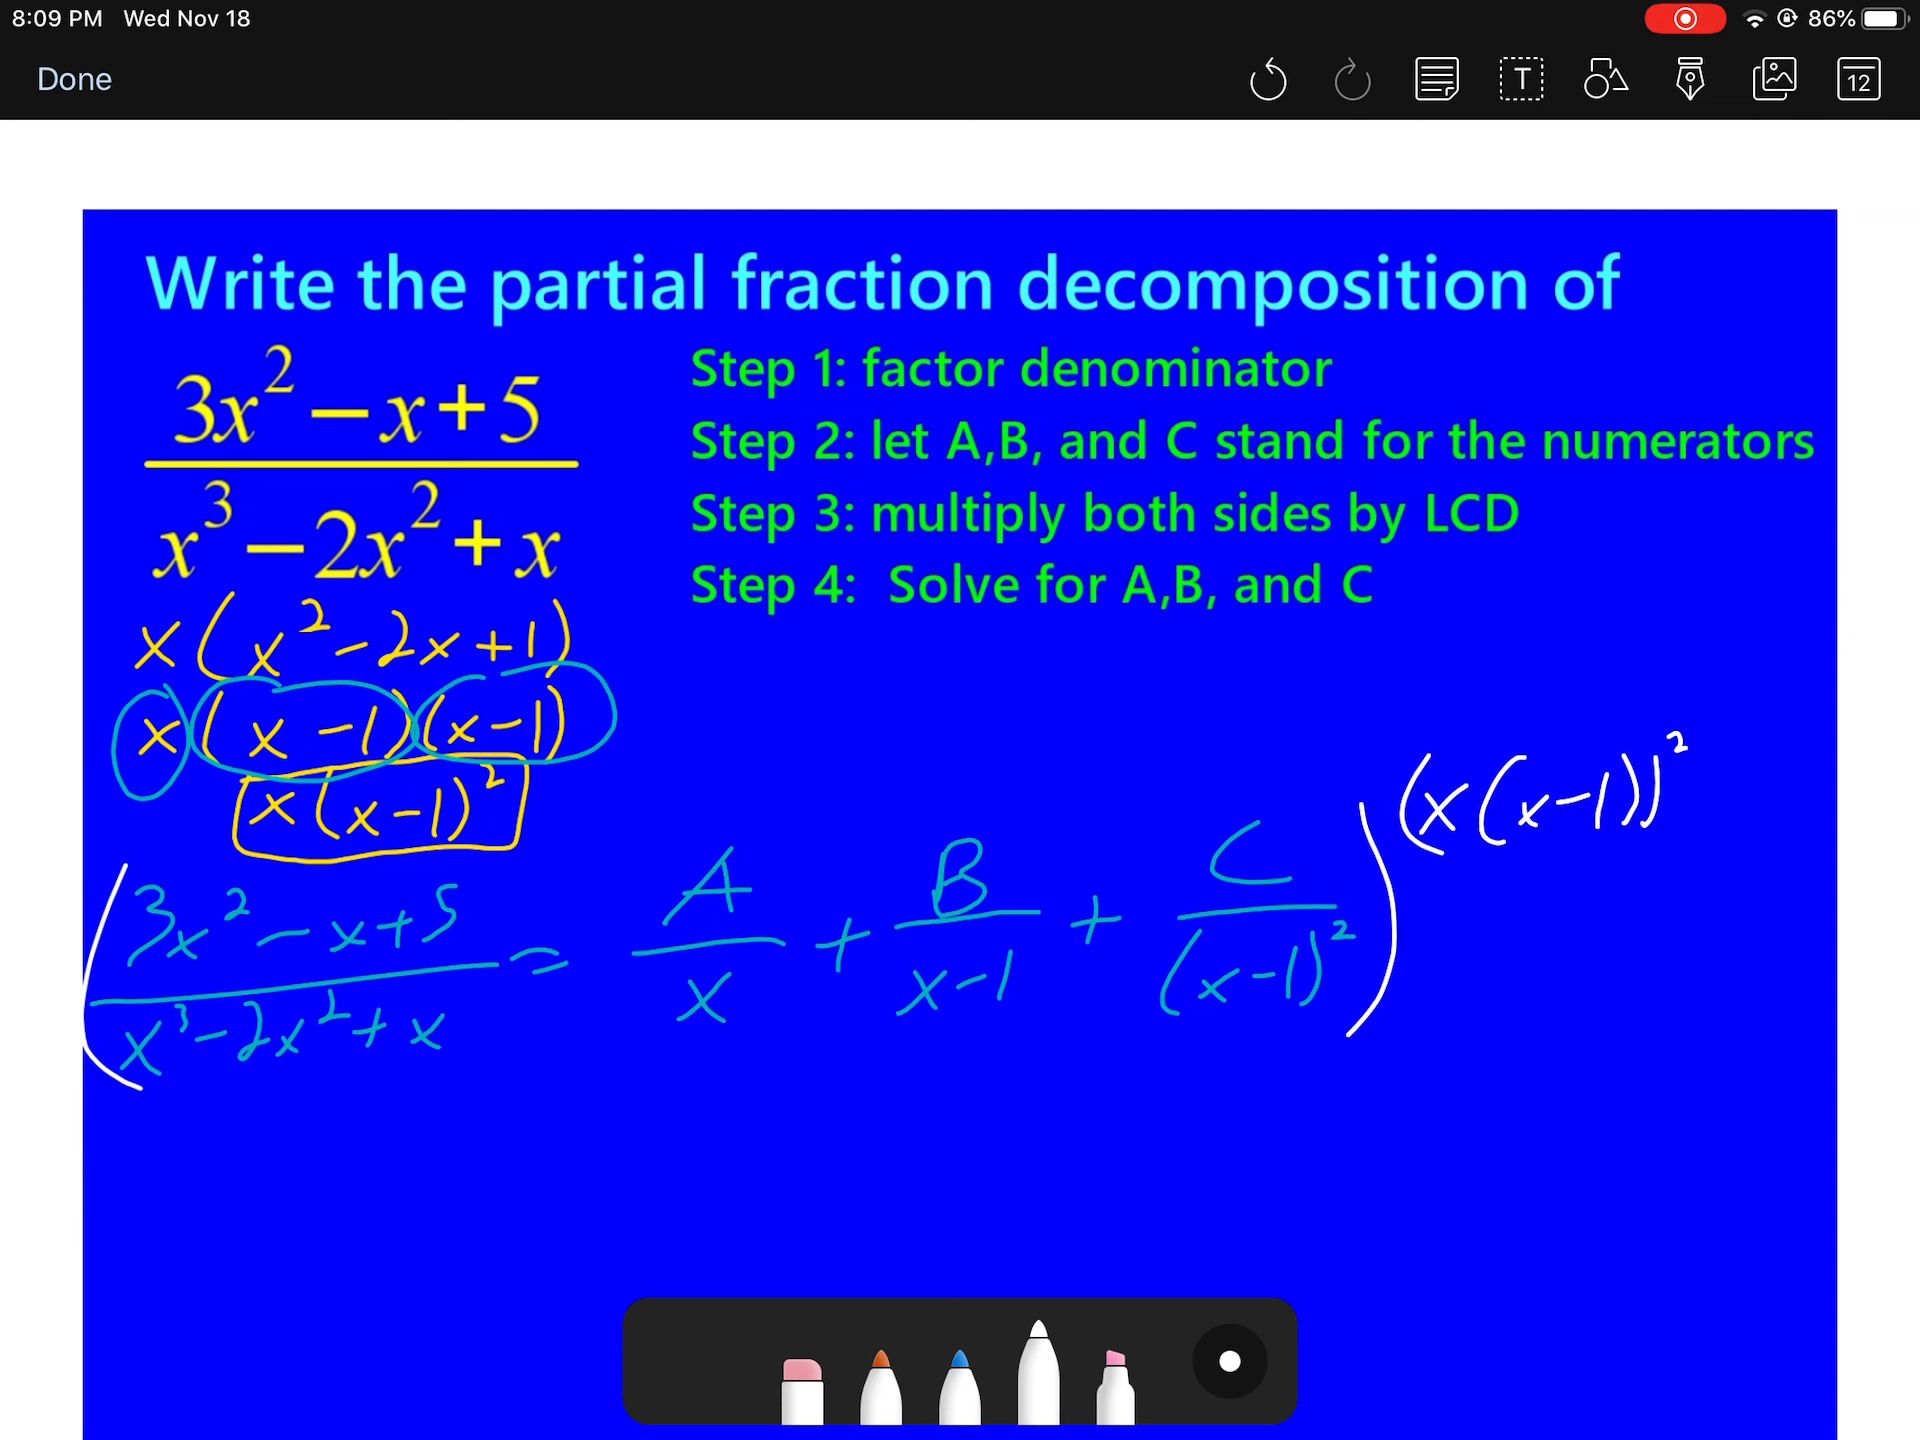 8:09 PM Wed Nov 18 86%
Done T 12
Write the partial fraction decomposition of
3x² − x + 5
x³ − 2x² + x
Step 1: factor denominator
Step 2: let A,B, and C stand for the numerators
Step 3: multiply both sides by LCD
Step 4: Solve for A,B, and C
x(x² - 2x + 1)
x(x - 1)(x - 1)
x(x - 1)²
(3x² - x + 5 / x³ - 2x² + x = A / x + B / x - 1 + C / (x - 1)²) (x(x - 1))²